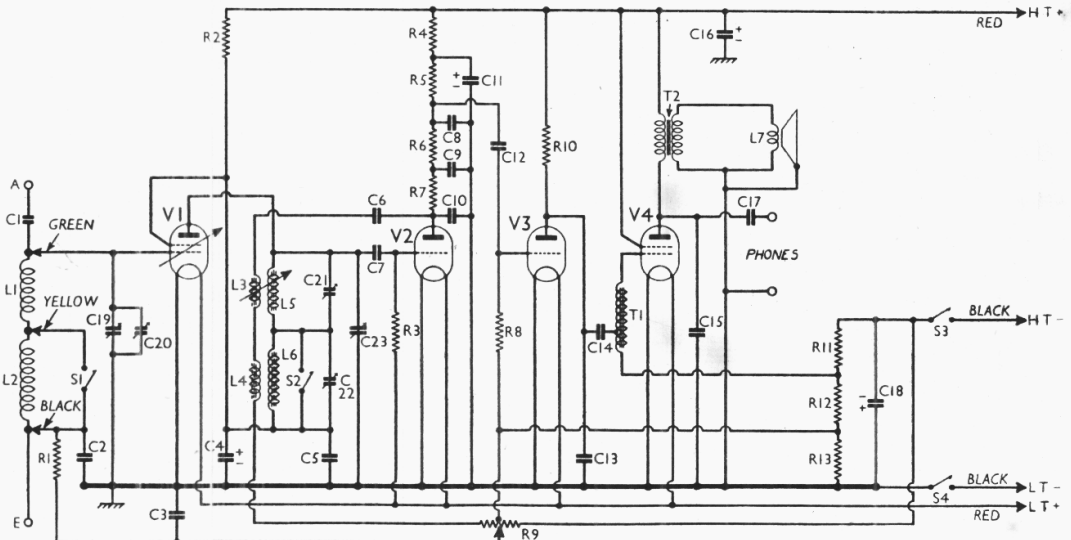 HT+
RED
R2
R4
C16
+
-
R5
+
-
C11
T2
L7
C8
R6
C12
R10
C9
A
R7
C10
C6
C1
V1
V2
V3
V4
C17
GREEN
C7
PHONES
L3
C21
L1
YELLOW
L5
C19
C20
R3
R8
T1
C23
C14
C15
S3
BLACK
HT-
L6
R11
L2
S1
L4
S2
C
22
R12
C18
-
+
BLACK
R1
C2
C4
+
-
C5
C13
R13
BLACK
LT-
S4
E
C3
LT+
RED
R9